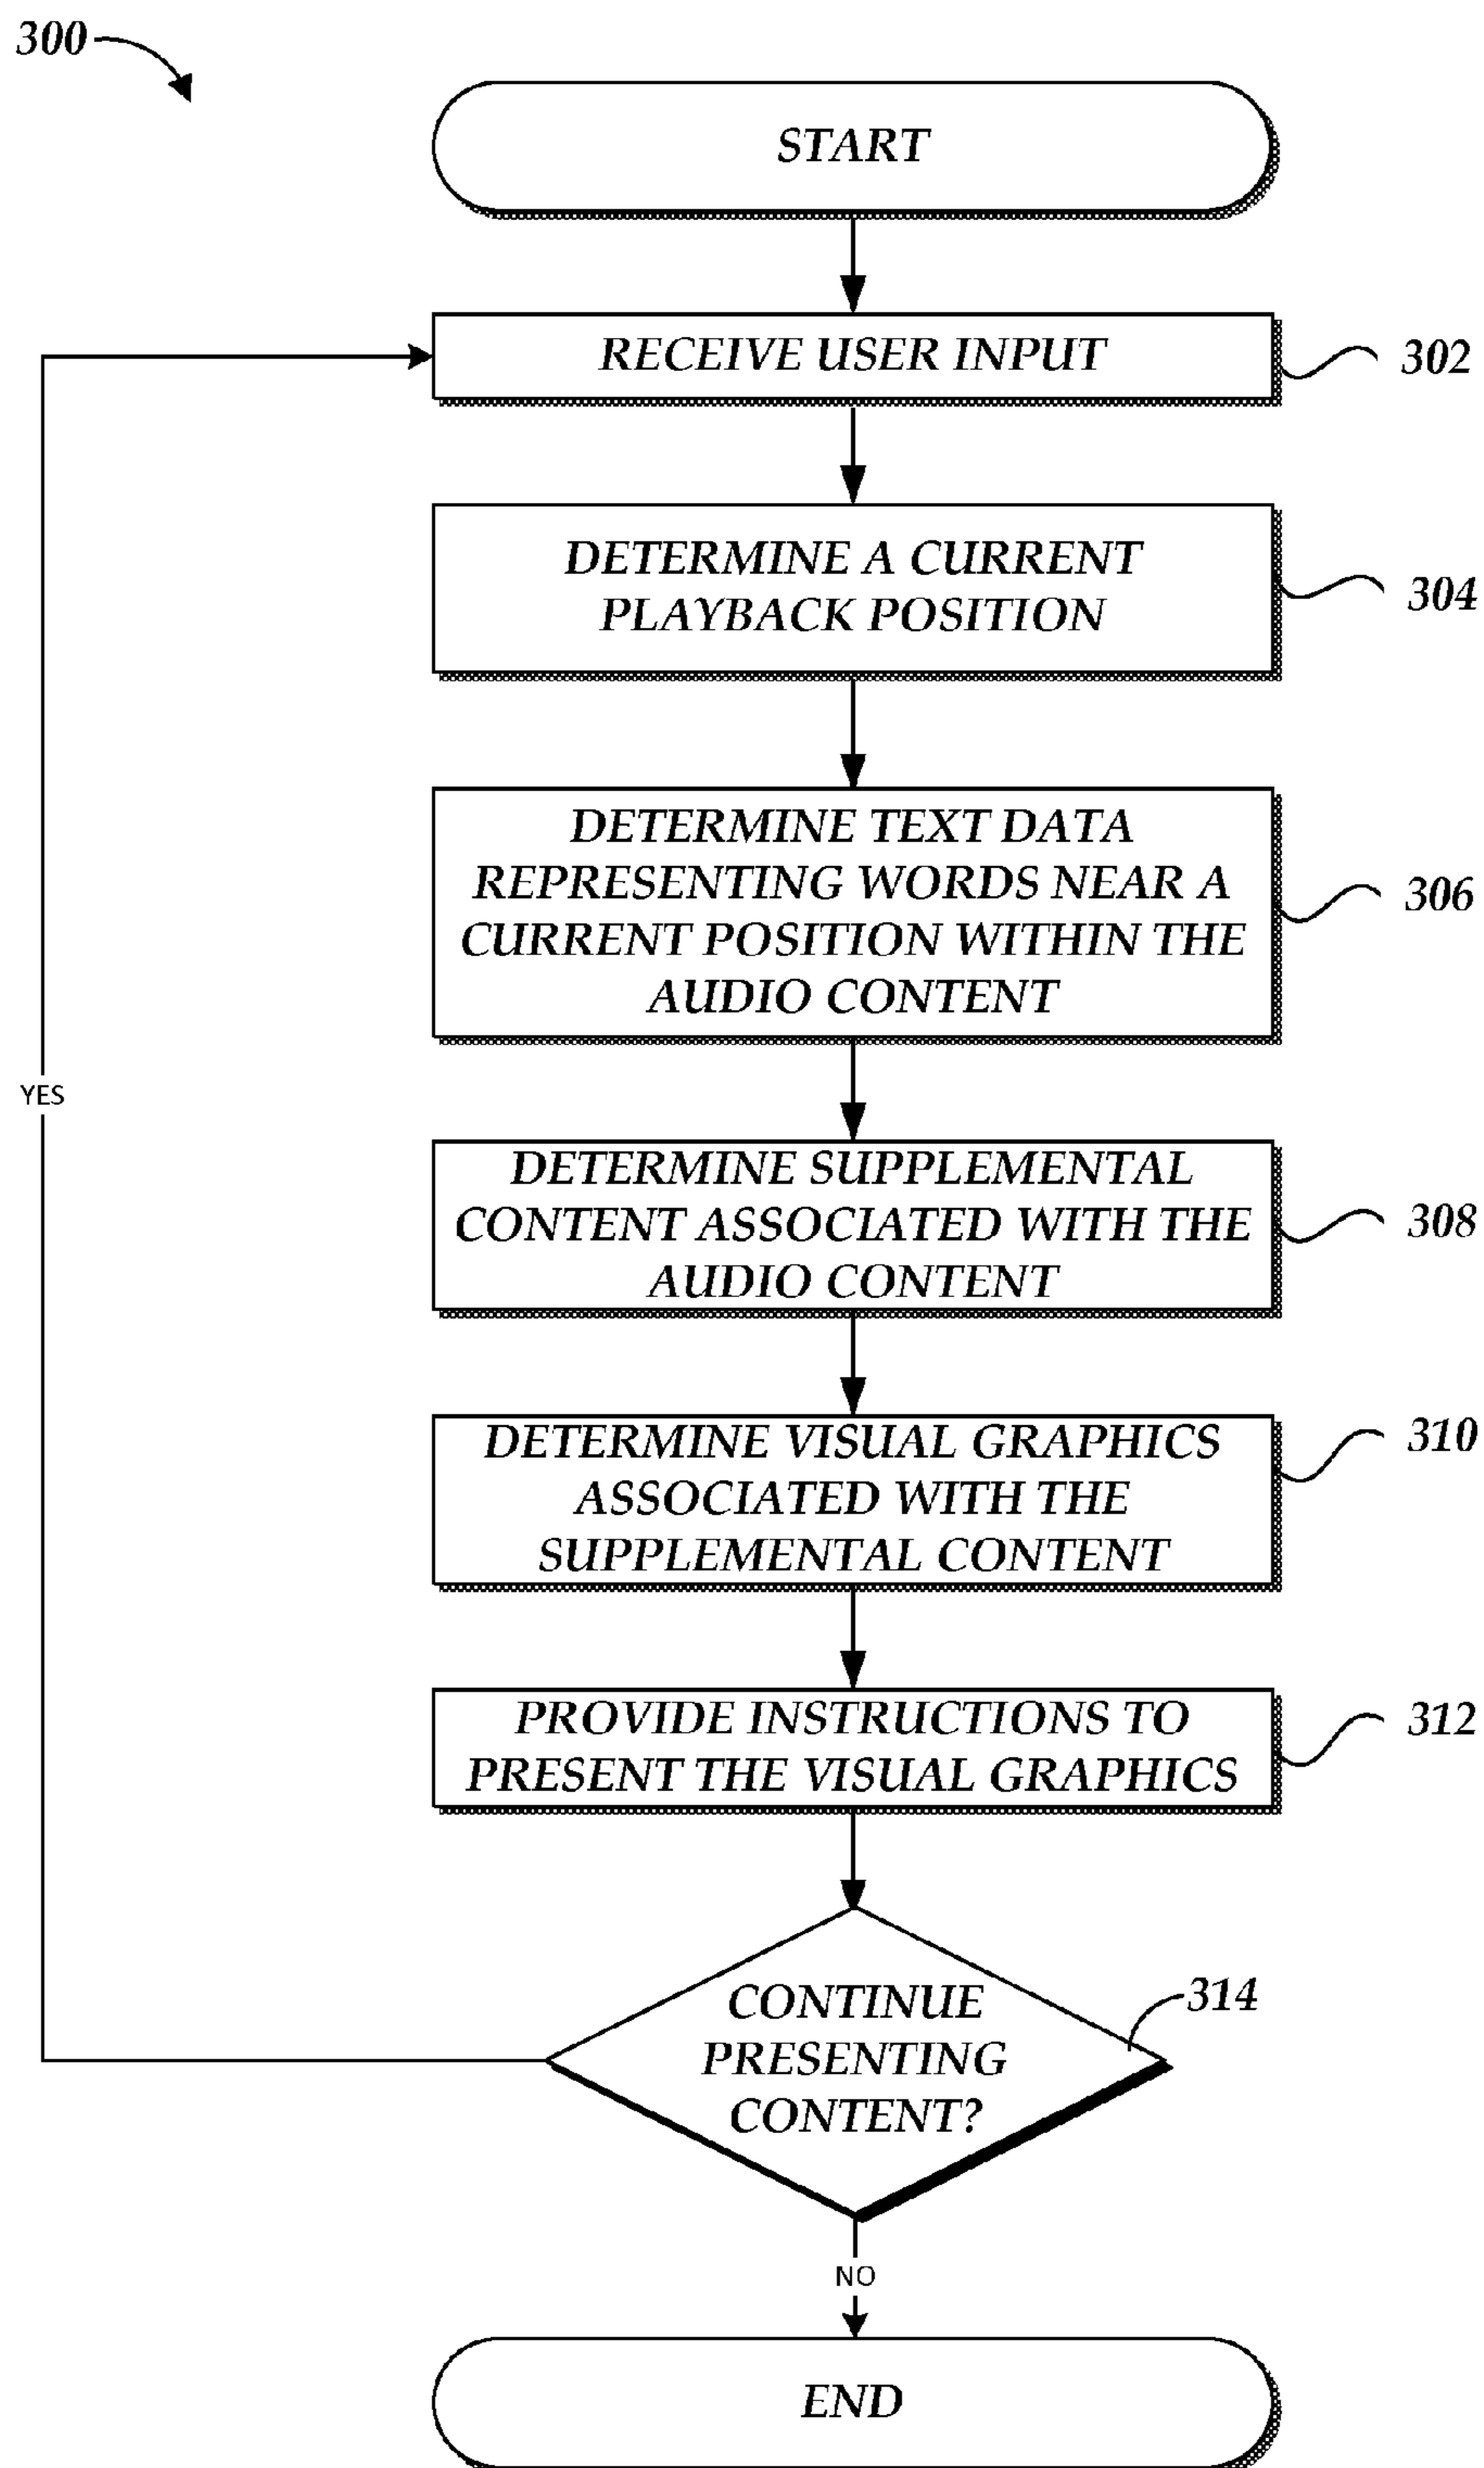 300
START
RECEIVE USER INPUT
302
DETERMINE A CURRENT
PLAYBACK POSITION
304
DETERMINE TEXT DATA
REPRESENTING WORDS NEAR A
CURRENT POSITION WITHIN THE
AUDIO CONTENT
306
YES
DETERMINE SUPPLEMENTAL
CONTENT ASSOCIATED WITH THE
AUDIO CONTENT
308
DETERMINE VISUAL GRAPHICS
ASSOCIATED WITH THE
SUPPLEMENTAL CONTENT
310
PROVIDE INSTRUCTIONS TO
PRESENT THE VISUAL GRAPHICS
312
CONTINUE
PRESENTING
CONTENT?
314
NO
END